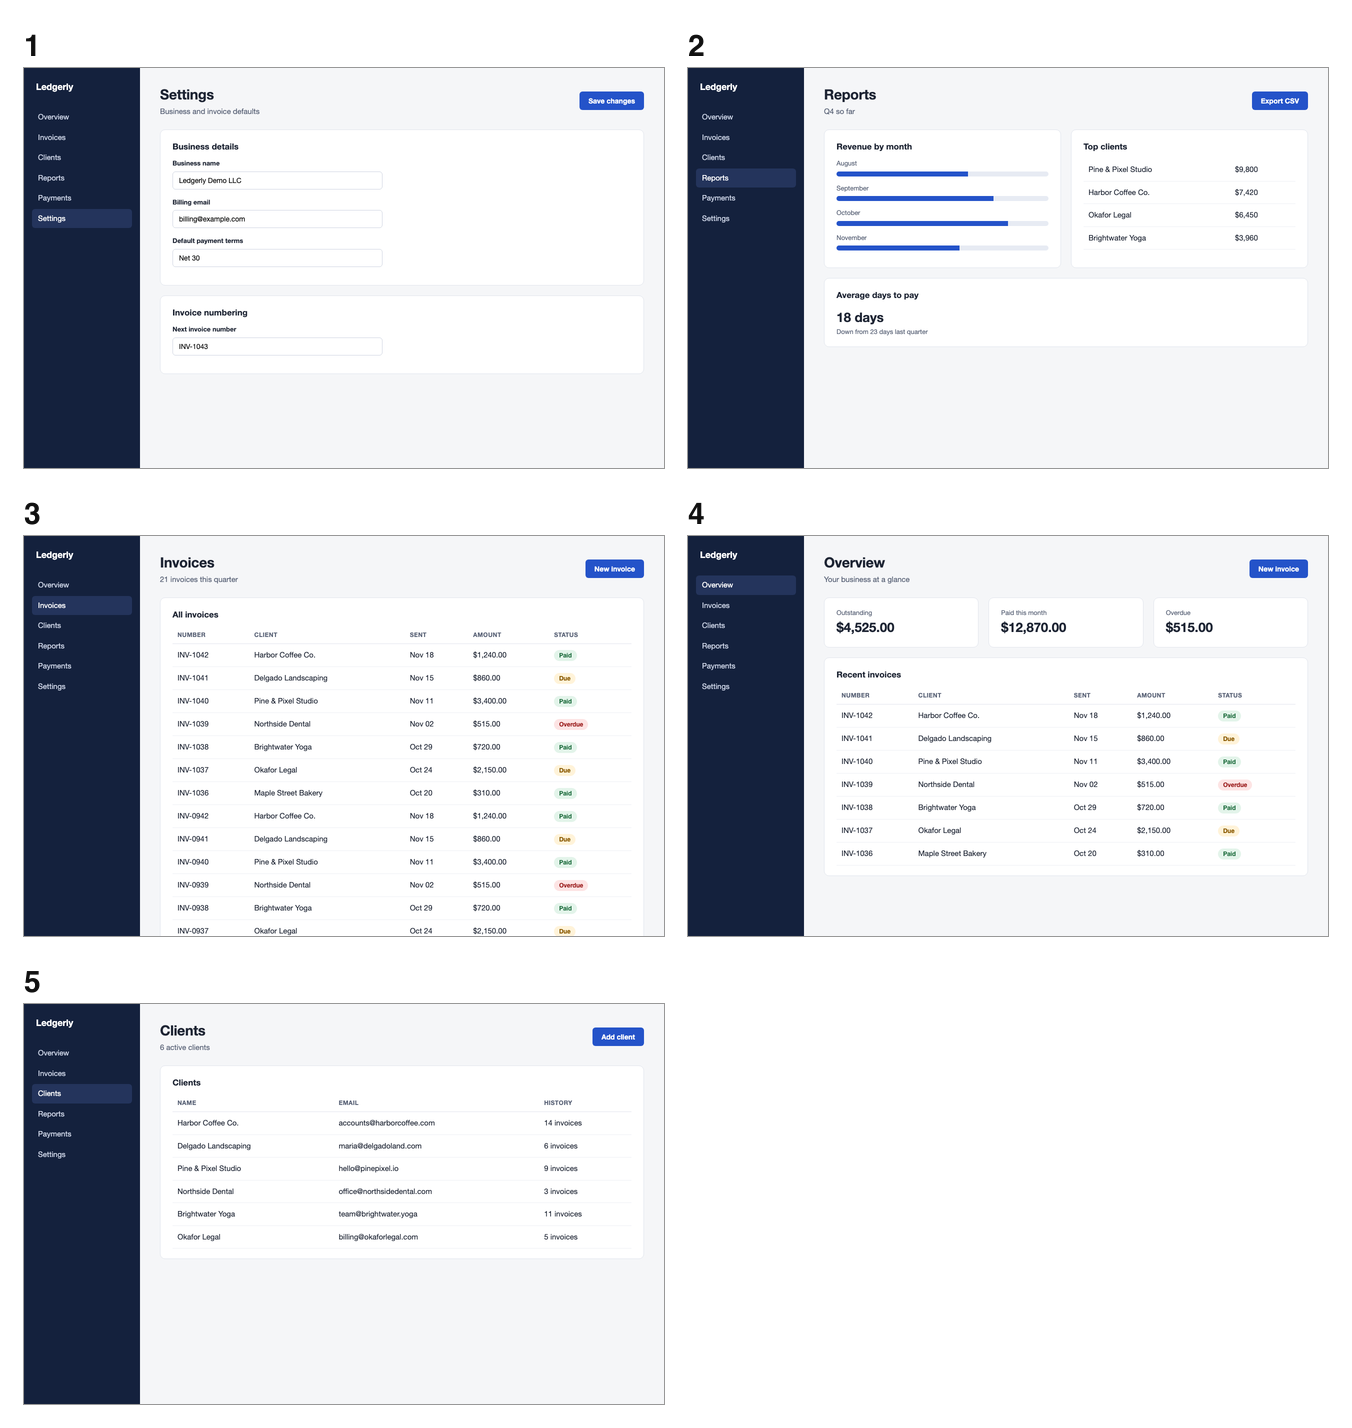 1
Ledgerly
Overview
Invoices
Clients
Reports
Payments
Settings
Settings
Business and invoice defaults
Save changes
Business details
Business name
Ledgerly Demo LLC
Billing email
billing@example.com
Default payment terms
Net 30
Invoice numbering
Next invoice number
INV-1043
2
Ledgerly
Overview
Invoices
Clients
Reports
Payments
Settings
Reports
Q4 so far
Export CSV
Revenue by month
August
September
October
November
Top clients
Pine & Pixel Studio $9,800
Harbor Coffee Co. $7,420
Okafor Legal $6,450
Brightwater Yoga $3,960
Average days to pay
18 days
Down from 23 days last quarter
3
Ledgerly
Overview
Invoices
Clients
Reports
Payments
Settings
Invoices
21 invoices this quarter
New invoice
All invoices
NUMBER CLIENT SENT AMOUNT STATUS
INV-1042 Harbor Coffee Co. Nov 18 $1,240.00 Paid
INV-1041 Delgado Landscaping Nov 15 $860.00 Due
INV-1040 Pine & Pixel Studio Nov 11 $3,400.00 Paid
INV-1039 Northside Dental Nov 02 $515.00 Overdue
INV-1038 Brightwater Yoga Oct 29 $720.00 Paid
INV-1037 Okafor Legal Oct 24 $2,150.00 Due
INV-1036 Maple Street Bakery Oct 20 $310.00 Paid
INV-0942 Harbor Coffee Co. Nov 18 $1,240.00 Paid
INV-0941 Delgado Landscaping Nov 15 $860.00 Due
INV-0940 Pine & Pixel Studio Nov 11 $3,400.00 Paid
INV-0939 Northside Dental Nov 02 $515.00 Overdue
INV-0938 Brightwater Yoga Oct 29 $720.00 Paid
INV-0937 Okafor Legal Oct 24 $2,150.00 Due
4
Ledgerly
Overview
Invoices
Clients
Reports
Payments
Settings
Overview
Your business at a glance
New invoice
Outstanding
$4,525.00
Paid this month
$12,870.00
Overdue
$515.00
Recent invoices
NUMBER CLIENT SENT AMOUNT STATUS
INV-1042 Harbor Coffee Co. Nov 18 $1,240.00 Paid
INV-1041 Delgado Landscaping Nov 15 $860.00 Due
INV-1040 Pine & Pixel Studio Nov 11 $3,400.00 Paid
INV-1039 Northside Dental Nov 02 $515.00 Overdue
INV-1038 Brightwater Yoga Oct 29 $720.00 Paid
INV-1037 Okafor Legal Oct 24 $2,150.00 Due
INV-1036 Maple Street Bakery Oct 20 $310.00 Paid
5
Ledgerly
Overview
Invoices
Clients
Reports
Payments
Settings
Clients
6 active clients
Add client
Clients
NAME EMAIL HISTORY
Harbor Coffee Co. accounts@harborcoffee.com 14 invoices
Delgado Landscaping maria@delgadoland.com 6 invoices
Pine & Pixel Studio hello@pinepixel.io 9 invoices
Northside Dental office@northsidedental.com 3 invoices
Brightwater Yoga team@brightwater.yoga 11 invoices
Okafor Legal billing@okaforlegal.com 5 invoices